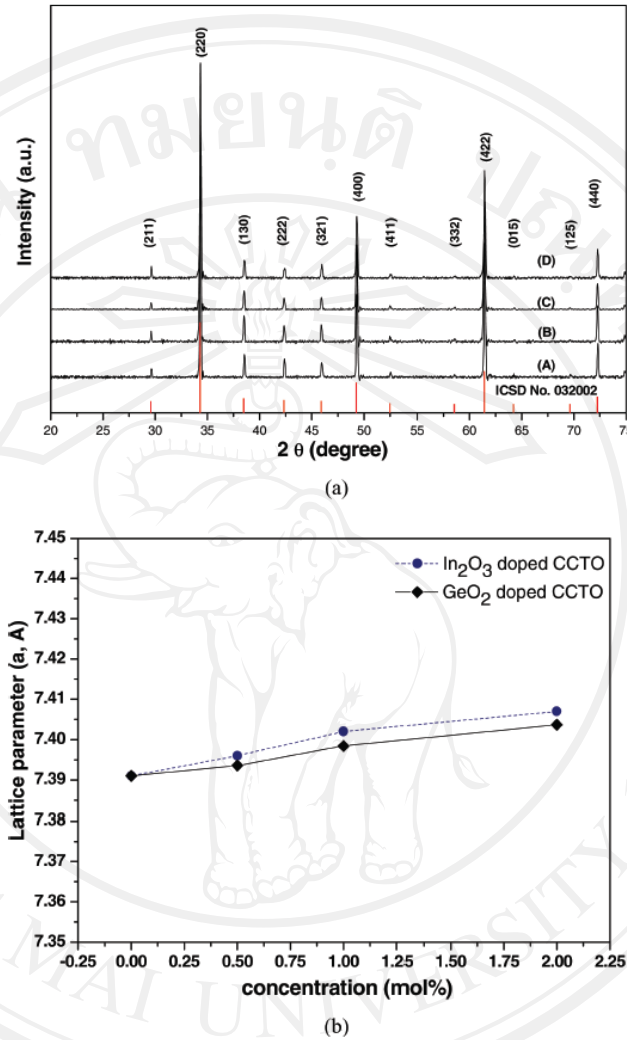 (220)
(211)
(130)
(222)
(321)
(400)
(411)
(332)
(422)
(015)
(125)
(440)
Intensity (a.u.)
(D)
(C)
(B)
(A)
ICSD No. 032002
20 25 30 35 40 45 50 55 60 65 70 75
2 θ (degree)
(a)
7.45
7.44
7.43
7.42
7.41
7.40
7.39
7.38
7.37
7.36
7.35
Lattice parameter (a, A)
In2O3 doped CCTO
GeO2 doped CCTO
-0.25 0.00 0.25 0.50 0.75 1.00 1.25 1.50 1.75 2.00 2.25
concentration (mol%)
(b)
MAI UNIVERSITY